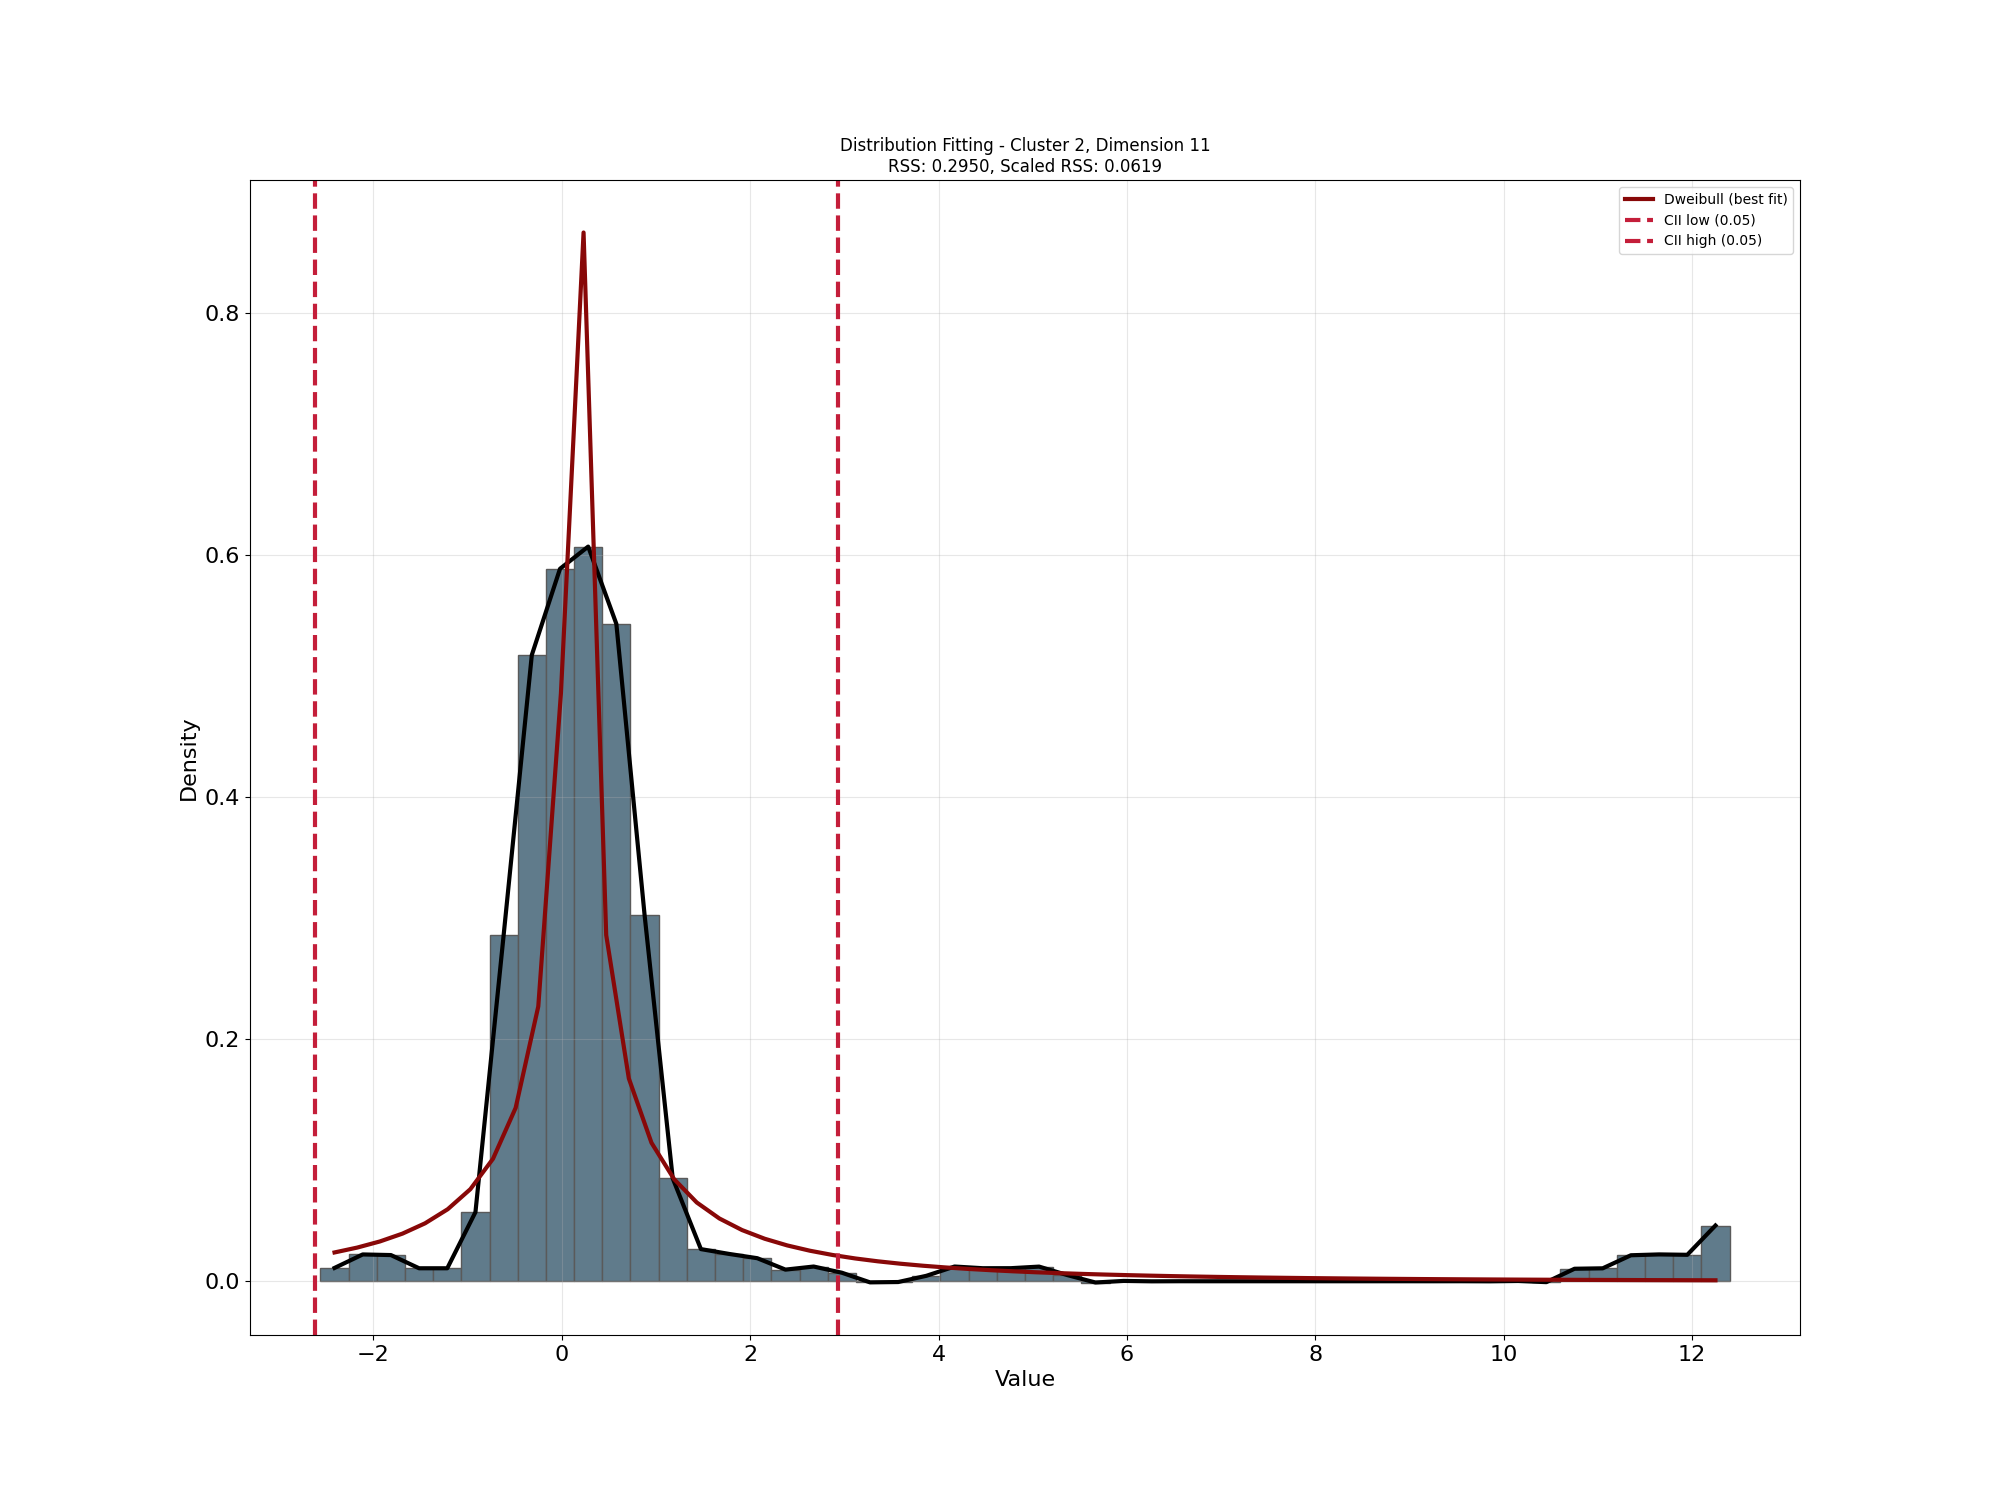 Distribution Fitting - Cluster 2, Dimension 11
RSS: 0.2950, Scaled RSS: 0.0619
Dweibull (best fit)
CII low (0.05)
CII high (0.05)
Density
0.8
0.6
0.4
0.2
0.0
−2 0 2 4 6 8 10 12
Value